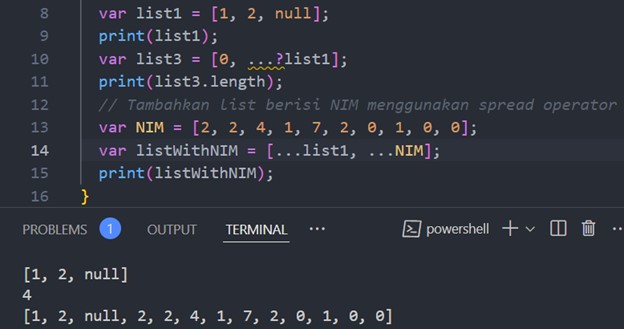 8 var list1 = [1, 2, null];
9 print(list1);
10 var list3 = [0, ...?list1];
11 print(list3.length);
12 // Tambahkan list berisi NIM menggunakan spread operator
13 var NIM = [2, 2, 4, 1, 7, 2, 0, 1, 0, 0];
14 var listWithNIM = [...list1, ...NIM];
15 print(listWithNIM);
16 }
PROBLEMS 1 OUTPUT TERMINAL ... powershell
[1, 2, null]
4
[1, 2, null, 2, 2, 4, 1, 7, 2, 0, 1, 0, 0]